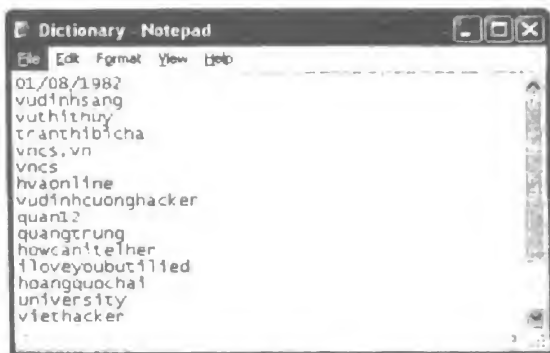 Dictionary - Notepad
File Edit Format View Help
01/08/1982
vudinhsang
vuthithuy
tranthibicha
vncs.vn
vncs
hvaonline
vudinhcuonghacker
quan12
quangtrung
howcanitelher
iloveyoubutilied
hoangquochai
university
viethacker